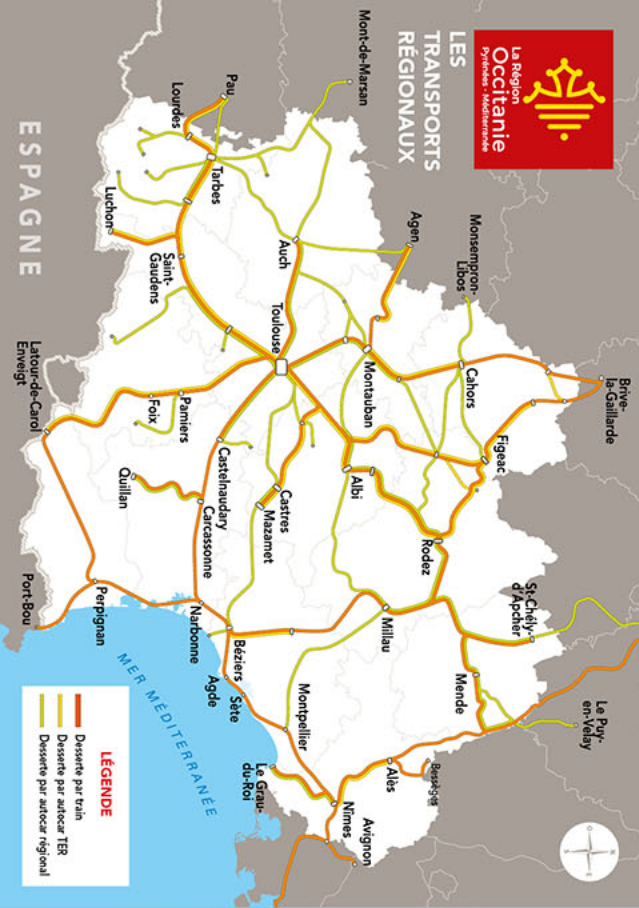 La Région
Occitanie
Pyrénées - Méditerranée
LES
TRANSPORTS
RÉGIONAUX
Mont-de-Marsan
Pau
Lourdes
Tarbes
Luchon
Saint-
Gaudens
Auch
Agen
Monsempron-
Libos
Toulouse
Montauban
Cahors
Brive-
la-Gaillarde
Figeac
Latour-de-Carol
Enveigt
Foix
Pamiers
Castelnaudary
Quillan
Carcassonne
Castres
Mazamet
Albi
Rodez
St-Chély-
d'Apcher
Port-Bou
Perpignan
Narbonne
Béziers
Agde
Sète
Montpellier
Millau
Mende
Le Puy-
en-Velay
Le Grau-
du-Roi
Alès
Bessèges
Nîmes
Avignon
ESPAGNE
MER MÉDITERRANÉE
LÉGENDE
Desserte par train
Desserte par autocar TER
Desserte par autocar régional
N
O
E
S